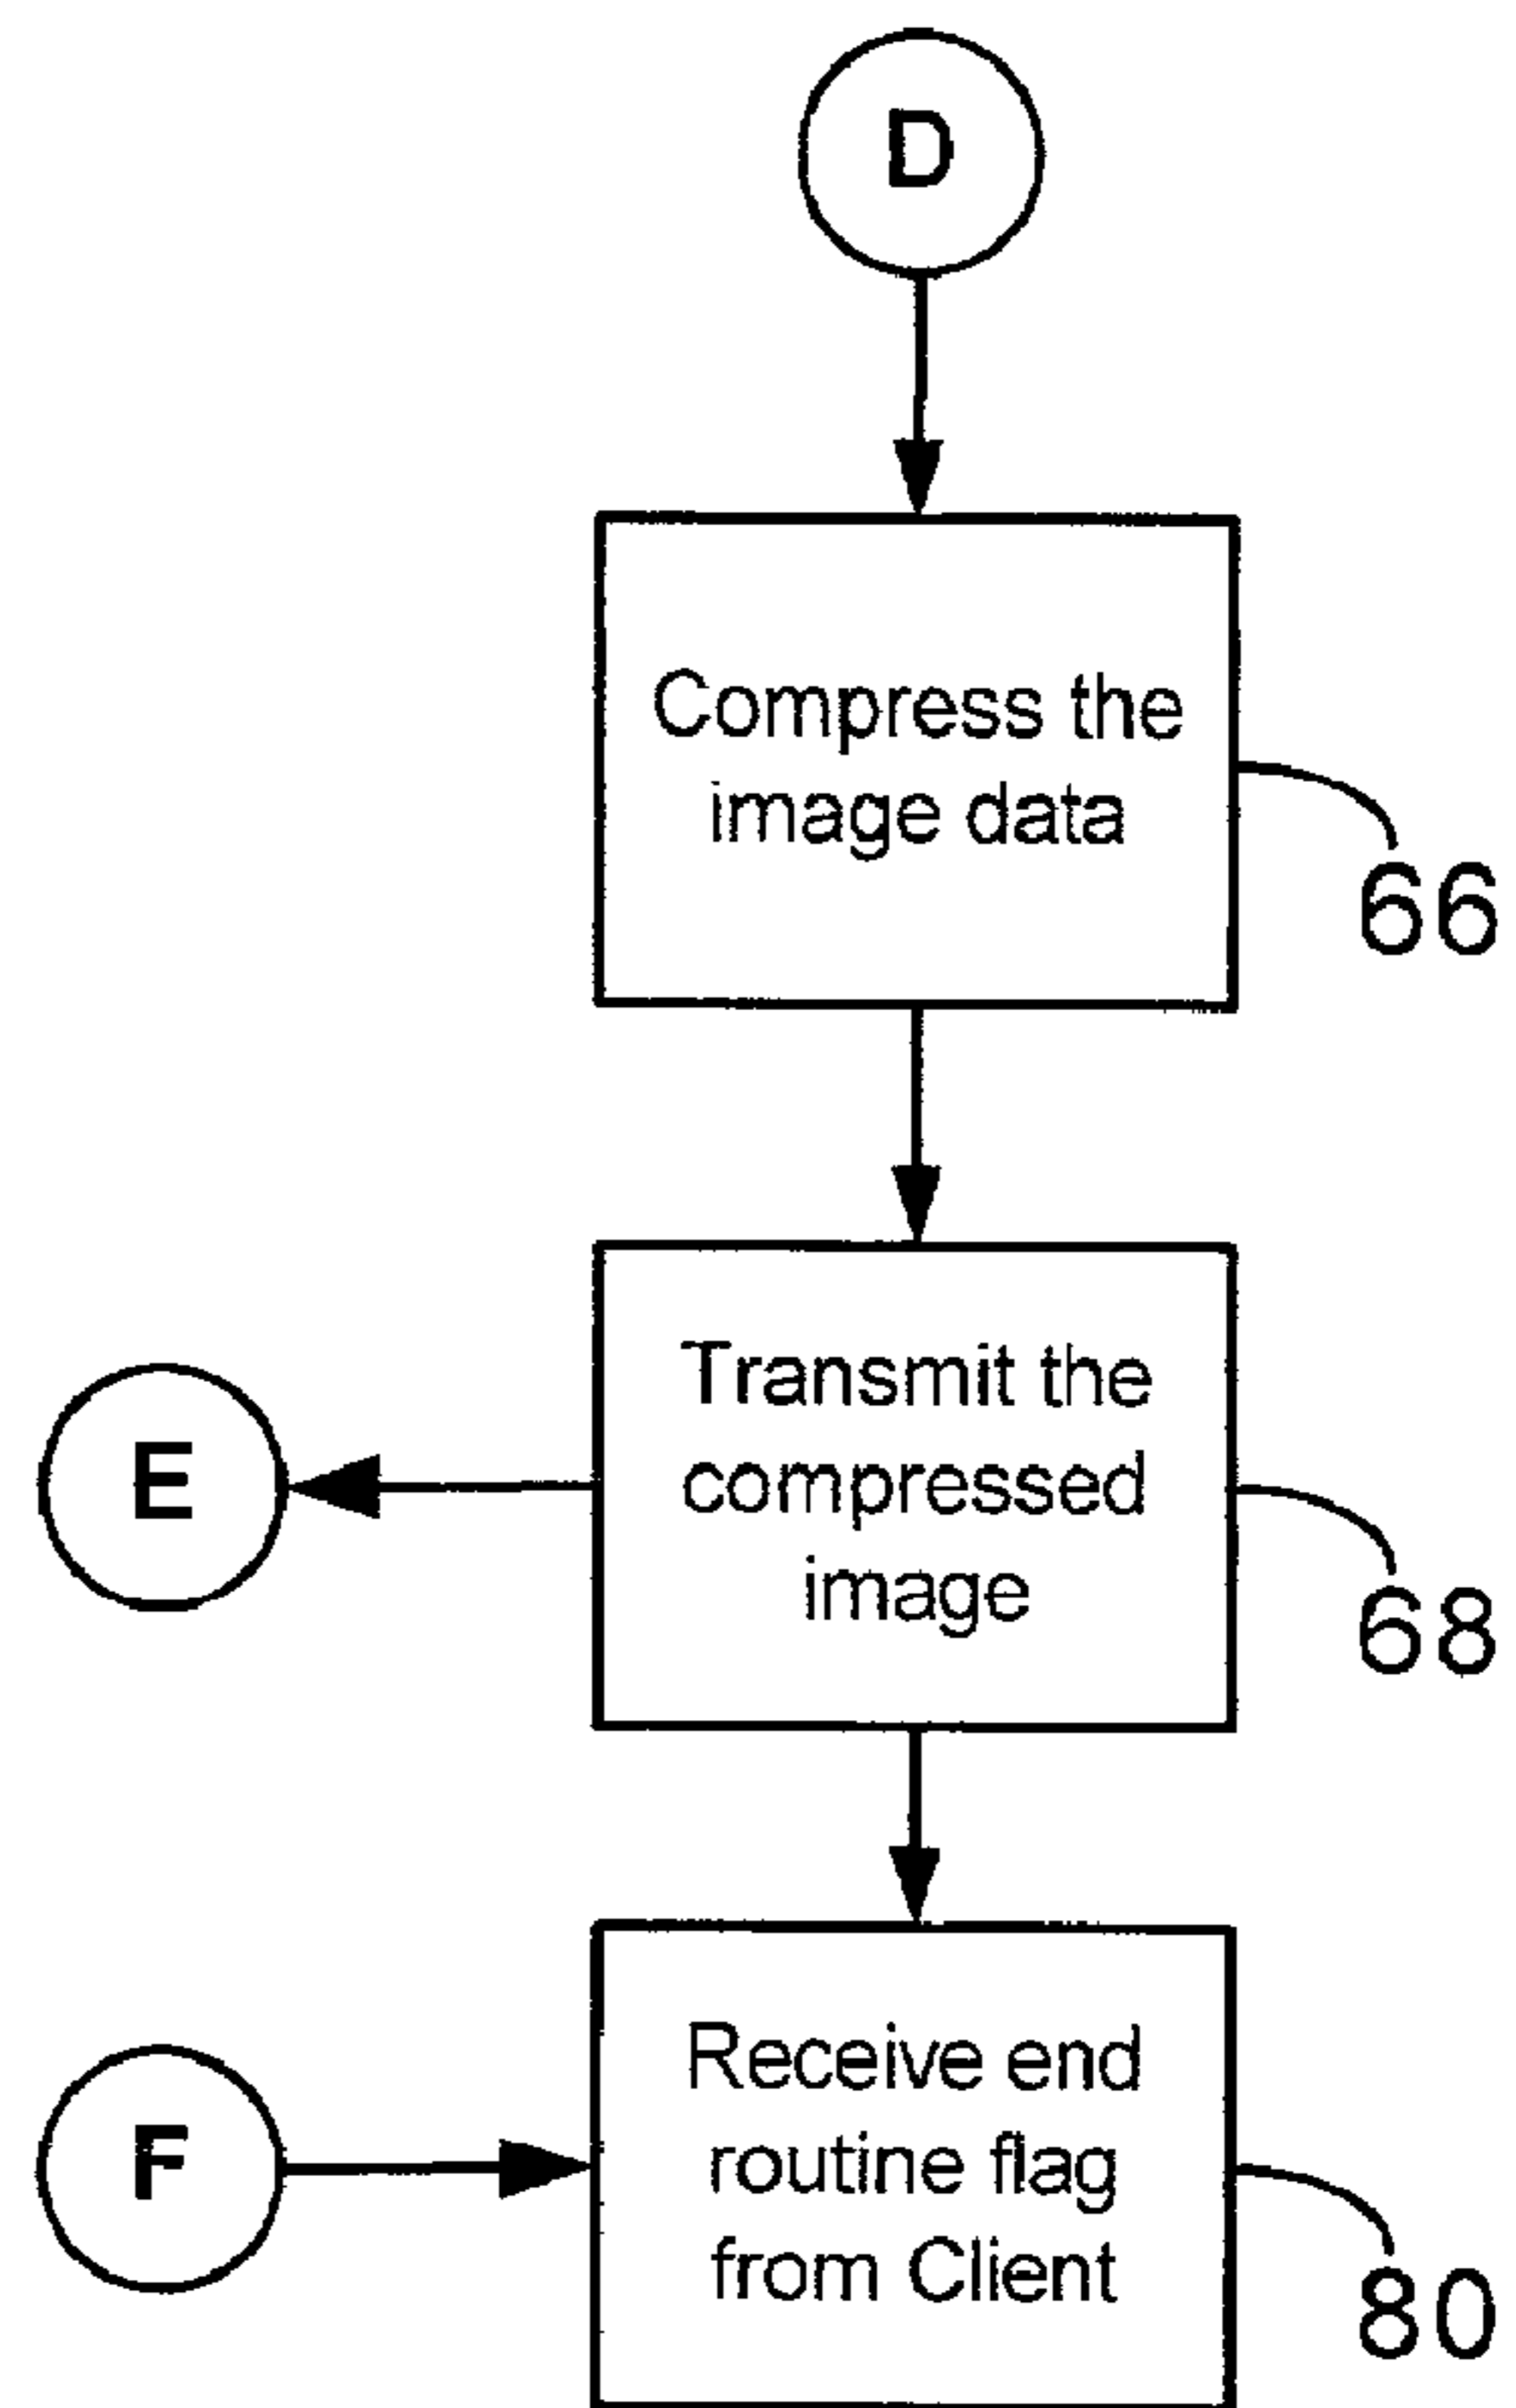 D
Compress the
image data
66
Transmit the
compressed
image
E
68
Receive end
routine flag
from Client
F
80